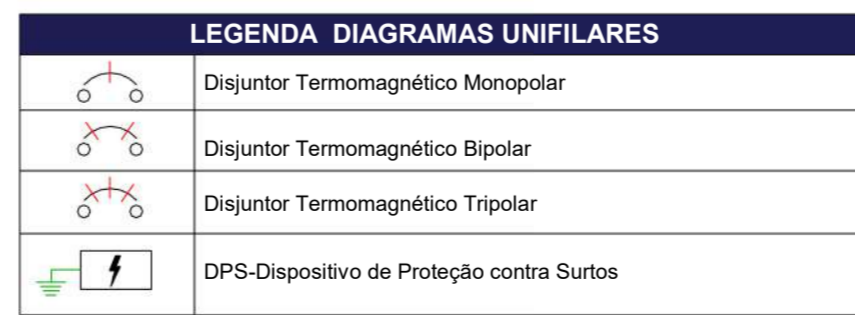 LEGENDA DIAGRAMAS UNIFILARES
Disjuntor Termomagnético Monopolar
Disjuntor Termomagnético Bipolar
Disjuntor Termomagnético Tripolar
DPS-Dispositivo de Proteção contra Surtos